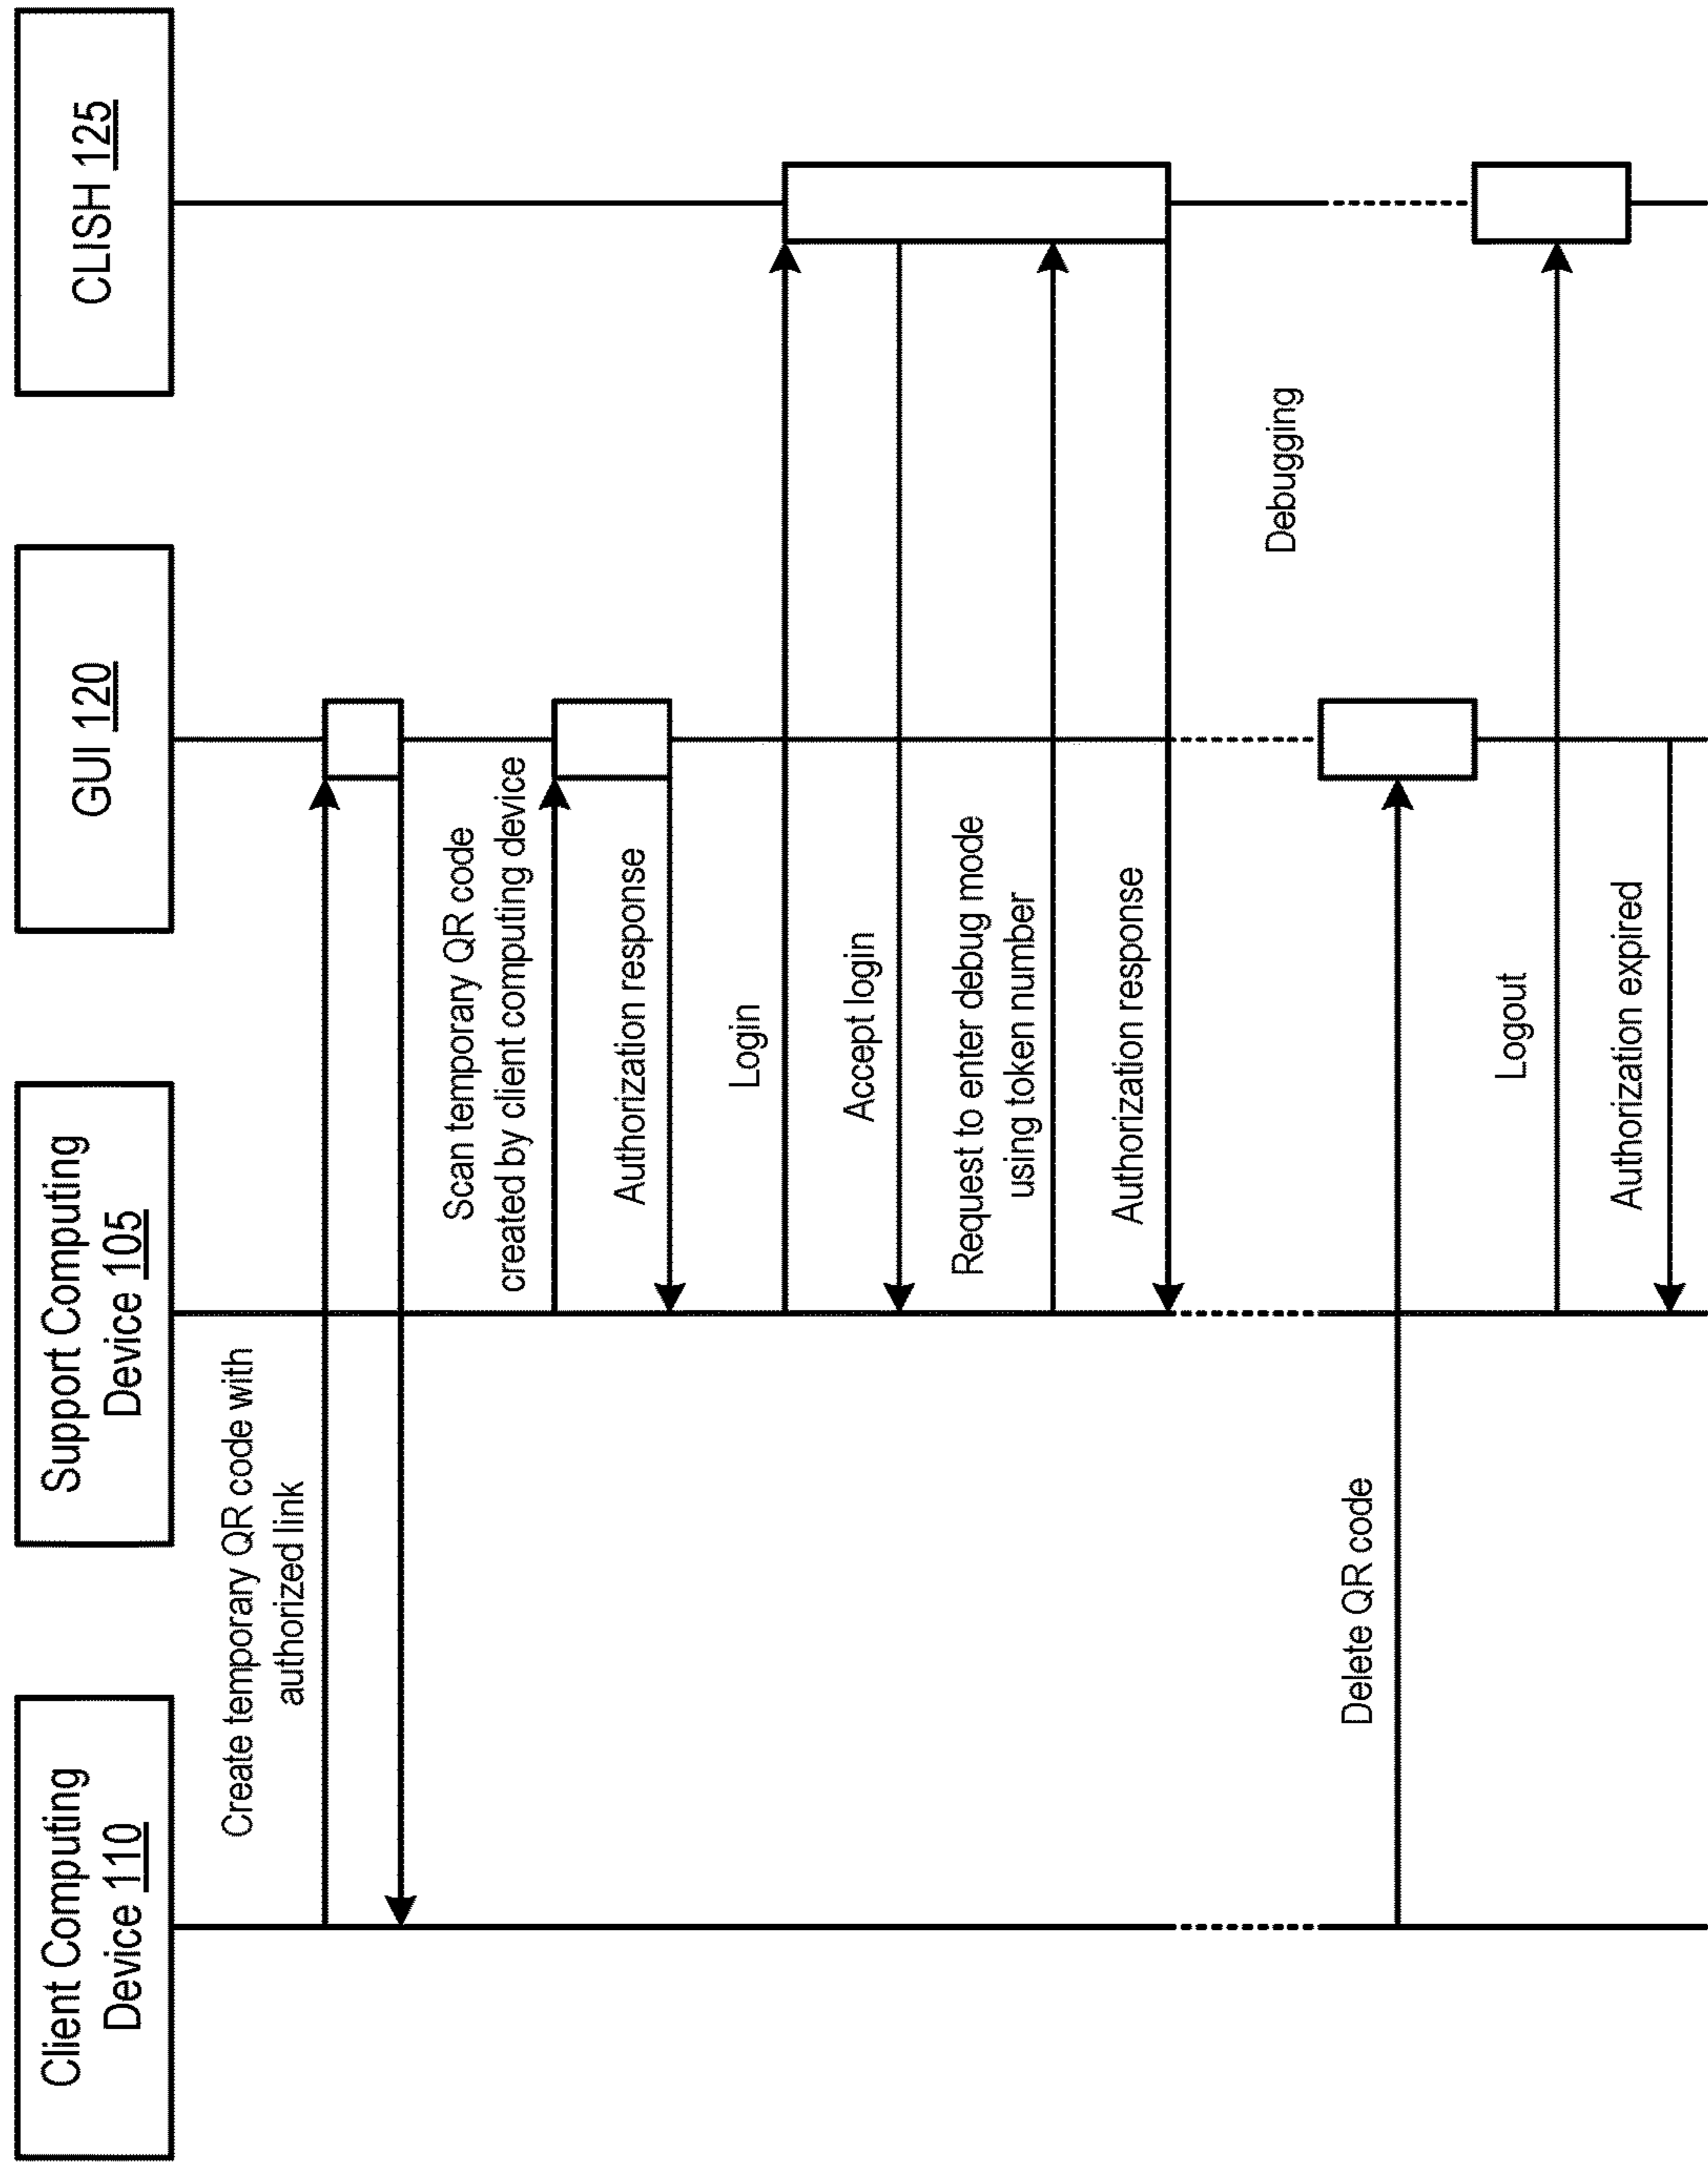 Client Computing
Device 110
Support Computing
Device 105
GUI 120
CLISH 125
Create temporary QR code with
authorized link
Scan temporary QR code
created by client computing device
Authorization response
Login
Accept login
Request to enter debug mode
using token number
Authorization response
Debugging
Delete QR code
Logout
Authorization expired